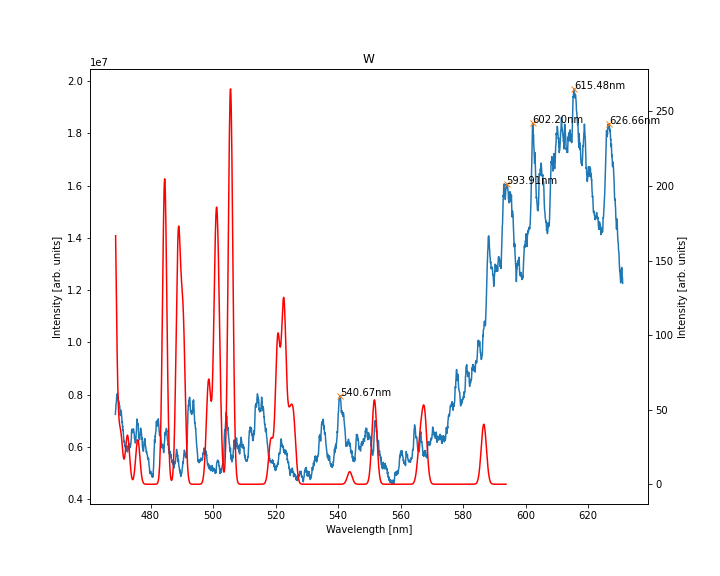 W
1e7
2.0
1.8
1.6
1.4
1.2
1.0
0.8
0.6
0.4
Intensity [arb. units]
615.48nm
602.20nm
626.66nm
593.91nm
540.67nm
250
200
150
100
50
0
Intensity [arb. units]
480
500
520
540
560
580
600
620
Wavelength [nm]